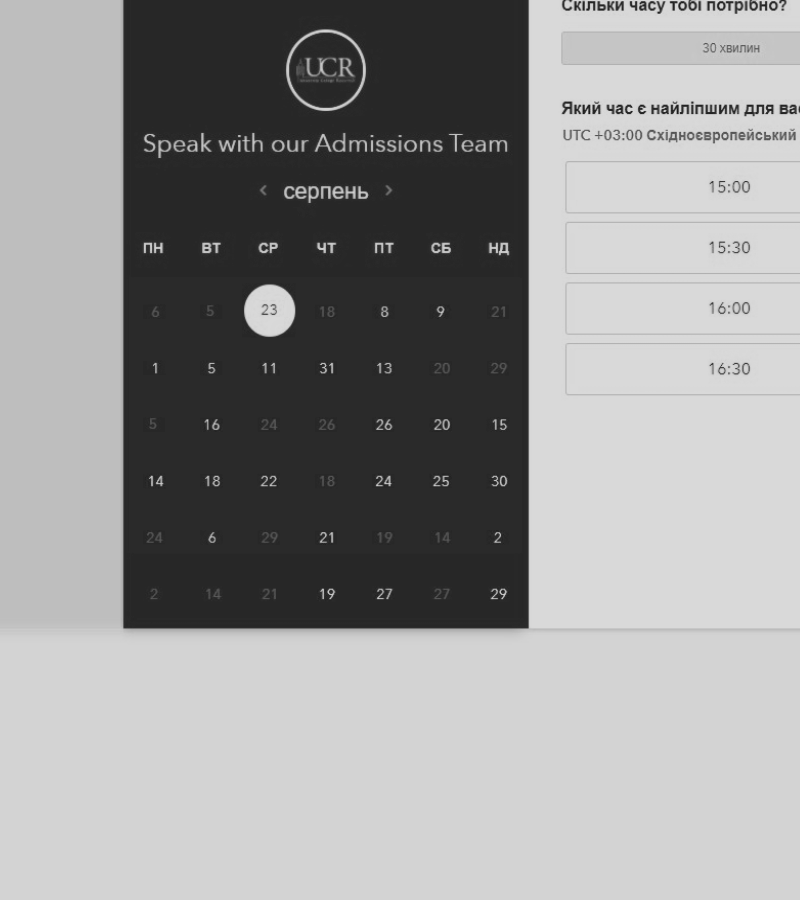 UCR
Speak with our Admissions Team
серпень
ПН ВТ СР ЧТ ПТ СБ НД
6 5 23 18 8 9 21
1 5 11 31 13 20 29
5 16 24 26 26 20 15
14 18 22 18 24 25 30
24 6 29 21 19 14 2
2 14 21 19 27 27 29
Скільки часу тобі потрібно?
30 хвилин
Який час є найліпшим для вас
UTC +03:00 Східноєвропейський
15:00
15:30
16:00
16:30